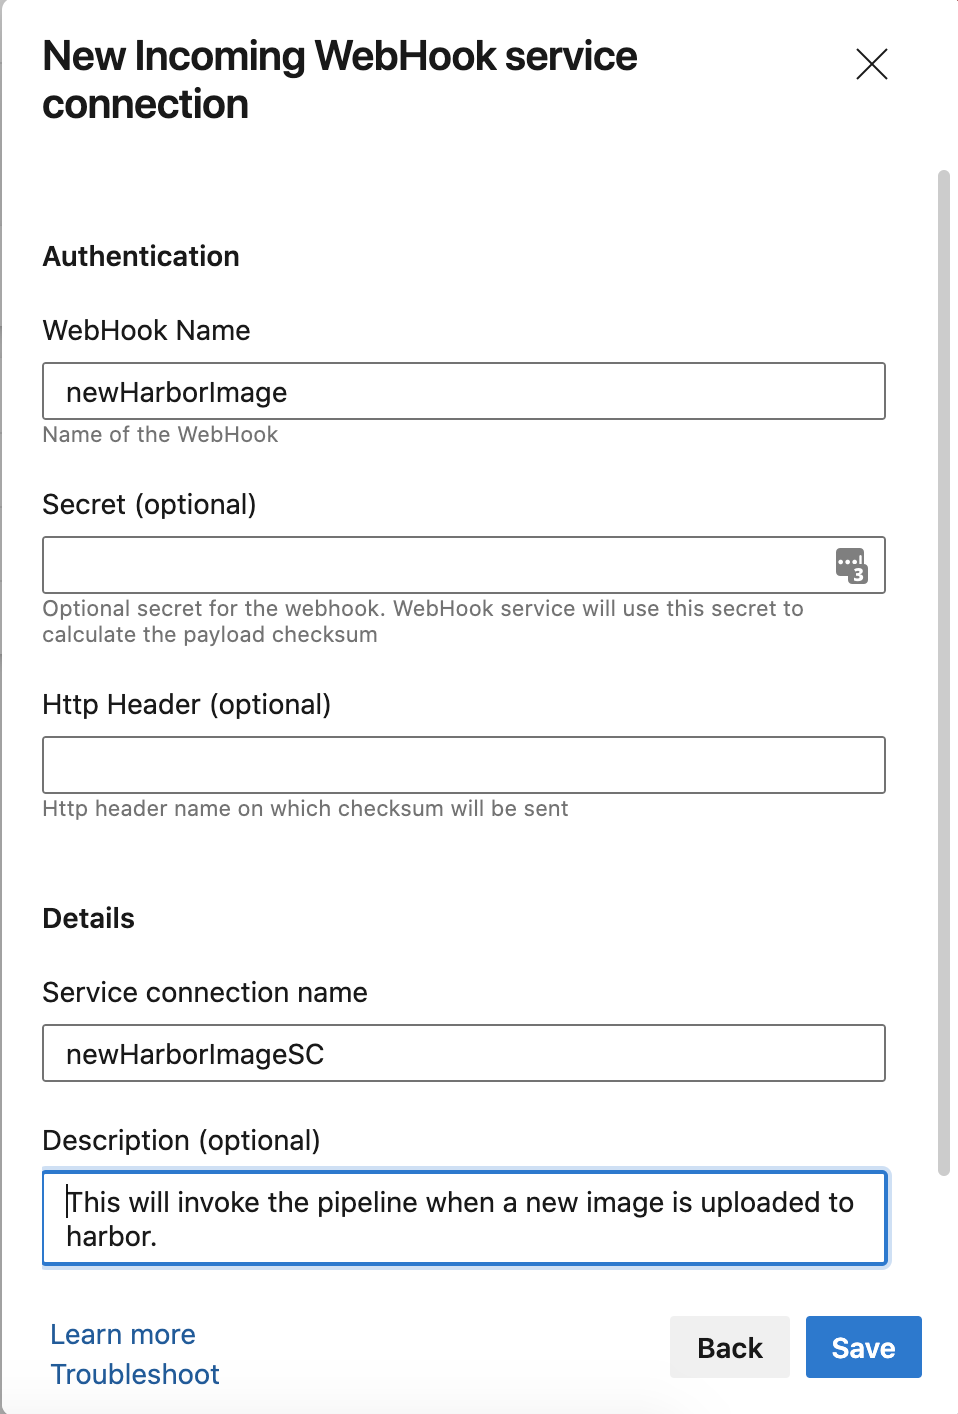 New Incoming WebHook service
connection
Authentication
WebHook Name
newHarborImage
Name of the WebHook
Secret (optional)
3
Optional secret for the webhook. WebHook service will use this secret to
calculate the payload checksum
Http Header (optional)
Http header name on which checksum will be sent
Details
Service connection name
newHarborImageSC
Description (optional)
This will invoke the pipeline when a new image is uploaded to
harbor.
Learn more
Back
Save
Troubleshoot